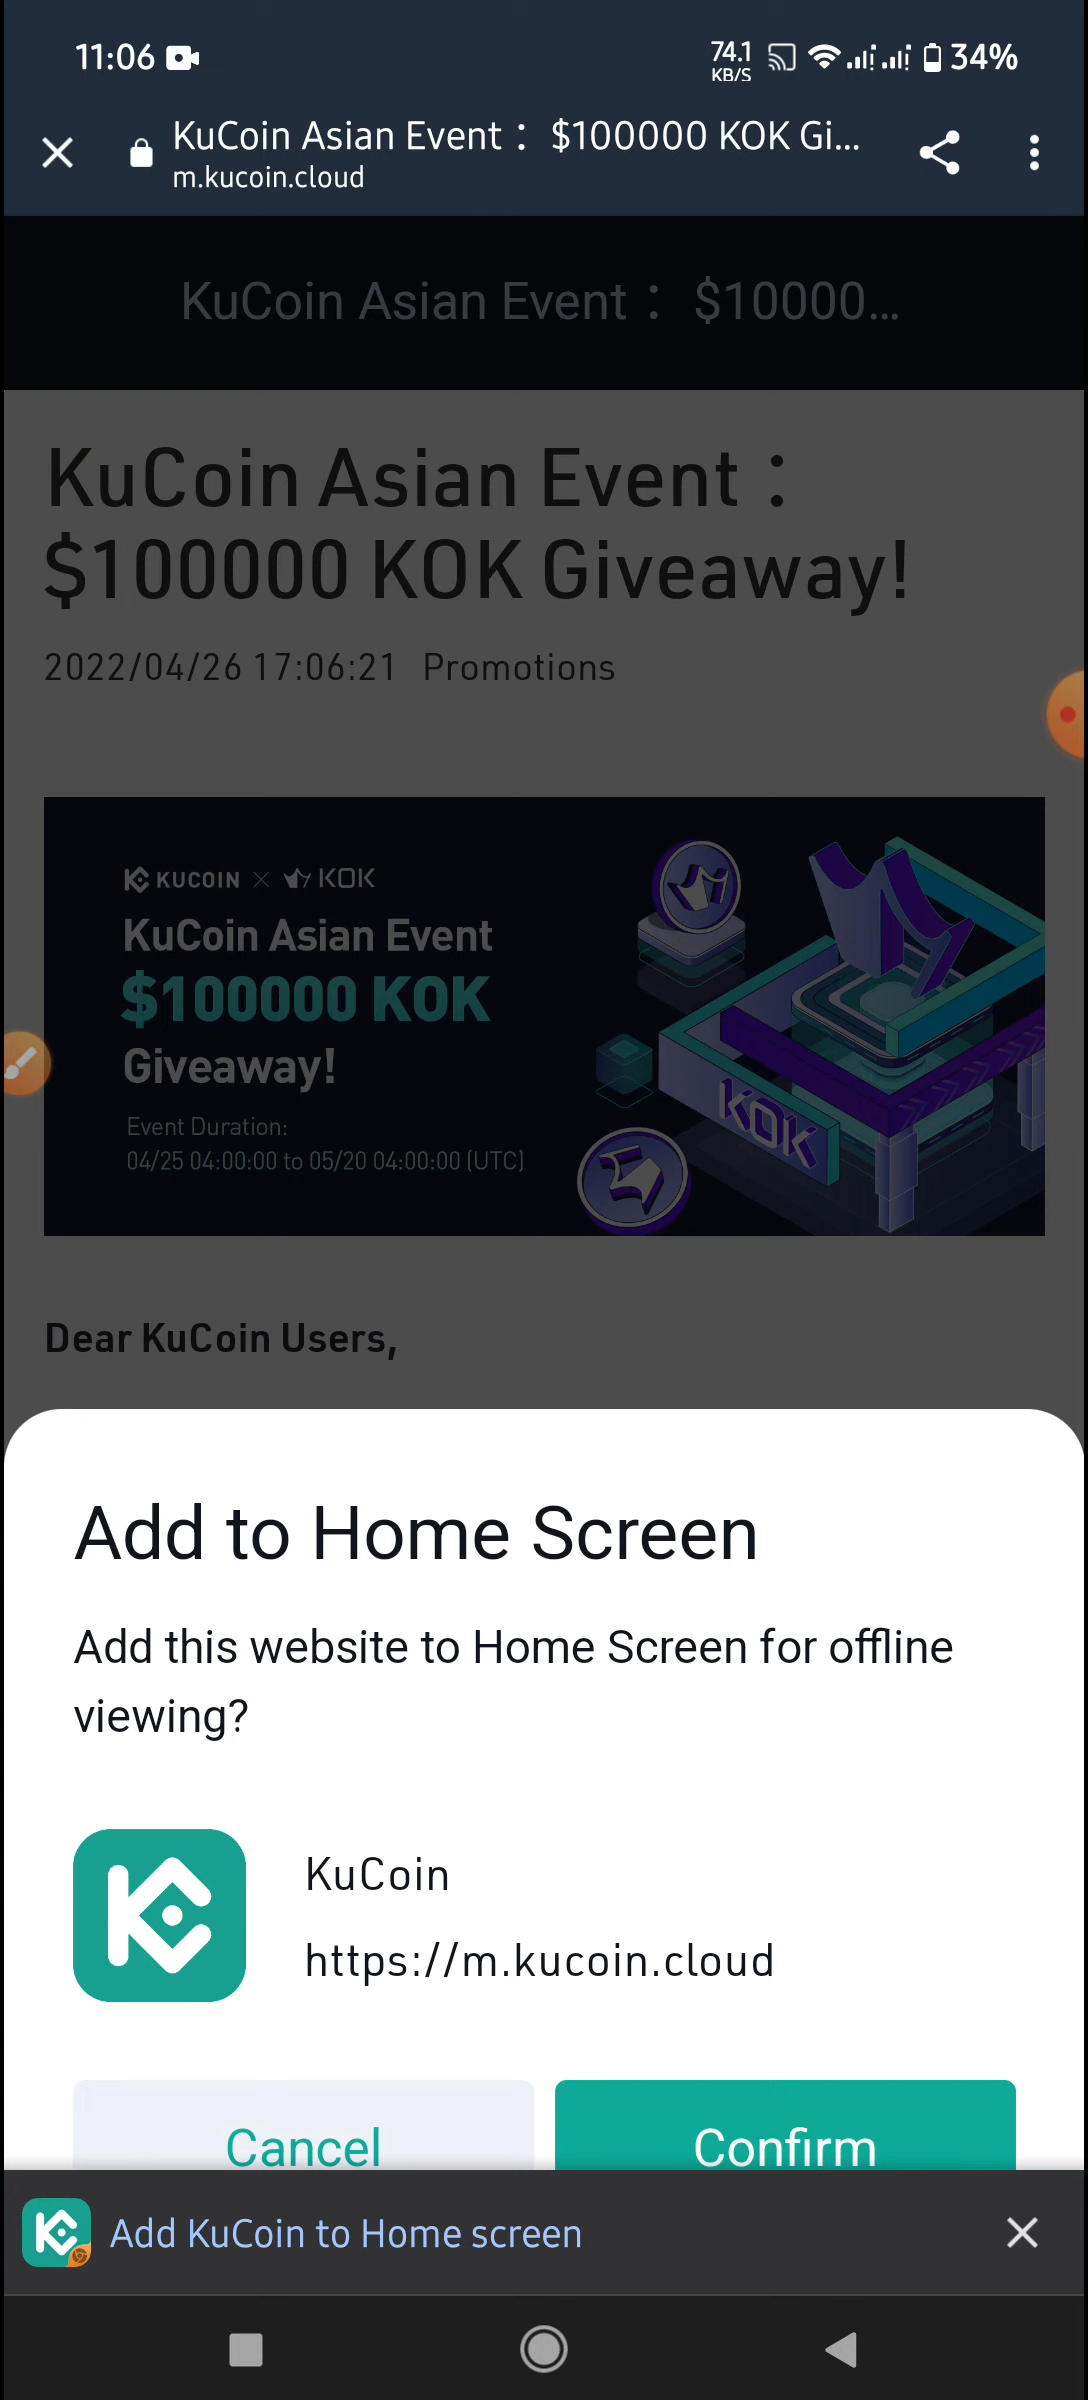 11:06
74.1
KB/S
34%
KuCoin Asian Event： $100000 KOK Gi...
m.kucoin.cloud
KuCoin Asian Event： $10000...
KuCoin Asian Event：
$100000 KOK Giveaway!
2022/04/26 17:06:21 Promotions
KUCOIN × KOK
KuCoin Asian Event
$100000 KOK
Giveaway!
Event Duration:
04/25 04:00:00 to 05/20 04:00:00 (UTC)
KOK
Dear KuCoin Users,
Add to Home Screen
Add this website to Home Screen for offline
viewing?
KuCoin
https://m.kucoin.cloud
Cancel
Confirm
Add KuCoin to Home screen